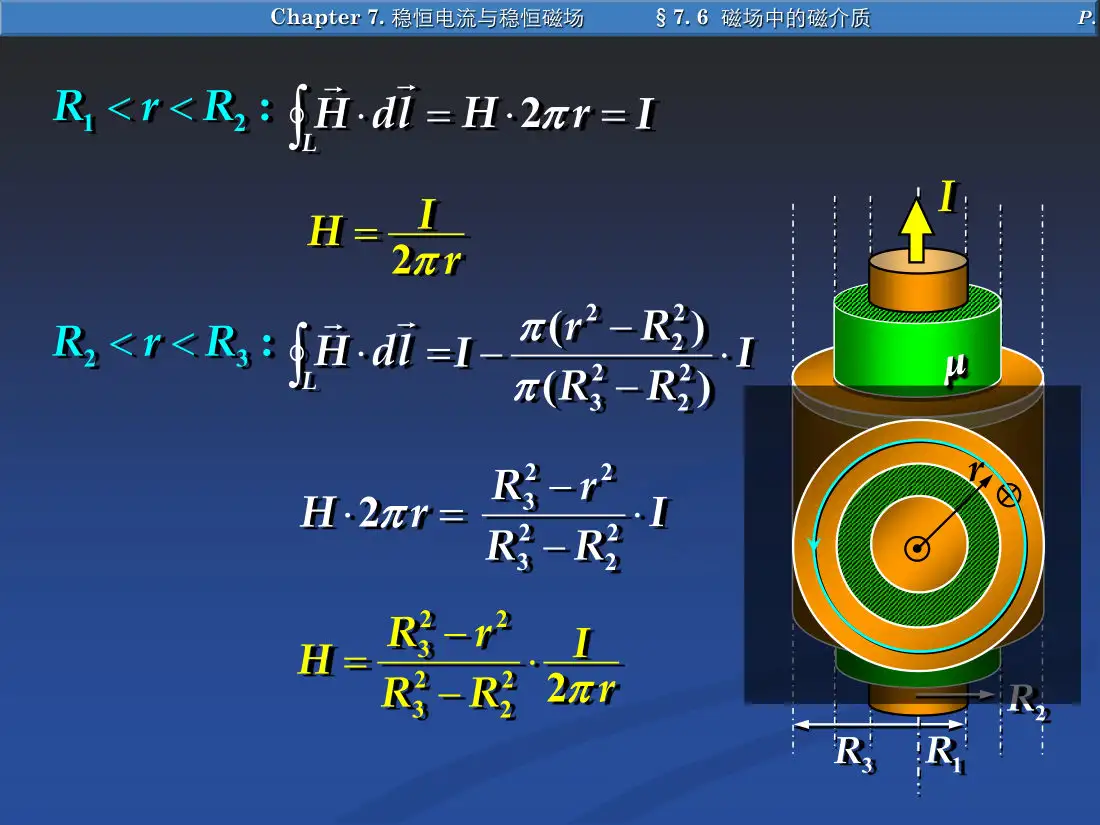 Chapter 7. 稳恒电流与稳恒磁场 § 7. 6 磁场中的磁介质 P.
R₁ < r < R₂ : ∮_L H⃗ · dl⃗ = H · 2πr = I
H = I / 2πr
R₂ < r < R₃ : ∮_L H⃗ · dl⃗ = I − π(r² − R₂²) / π(R₃² − R₂²) · I
H · 2πr = (R₃² − r²) / (R₃² − R₂²) · I
H = (R₃² − r²) / (R₃² − R₂²) · I / 2πr
I
μ
r
R₂
R₃ R₁